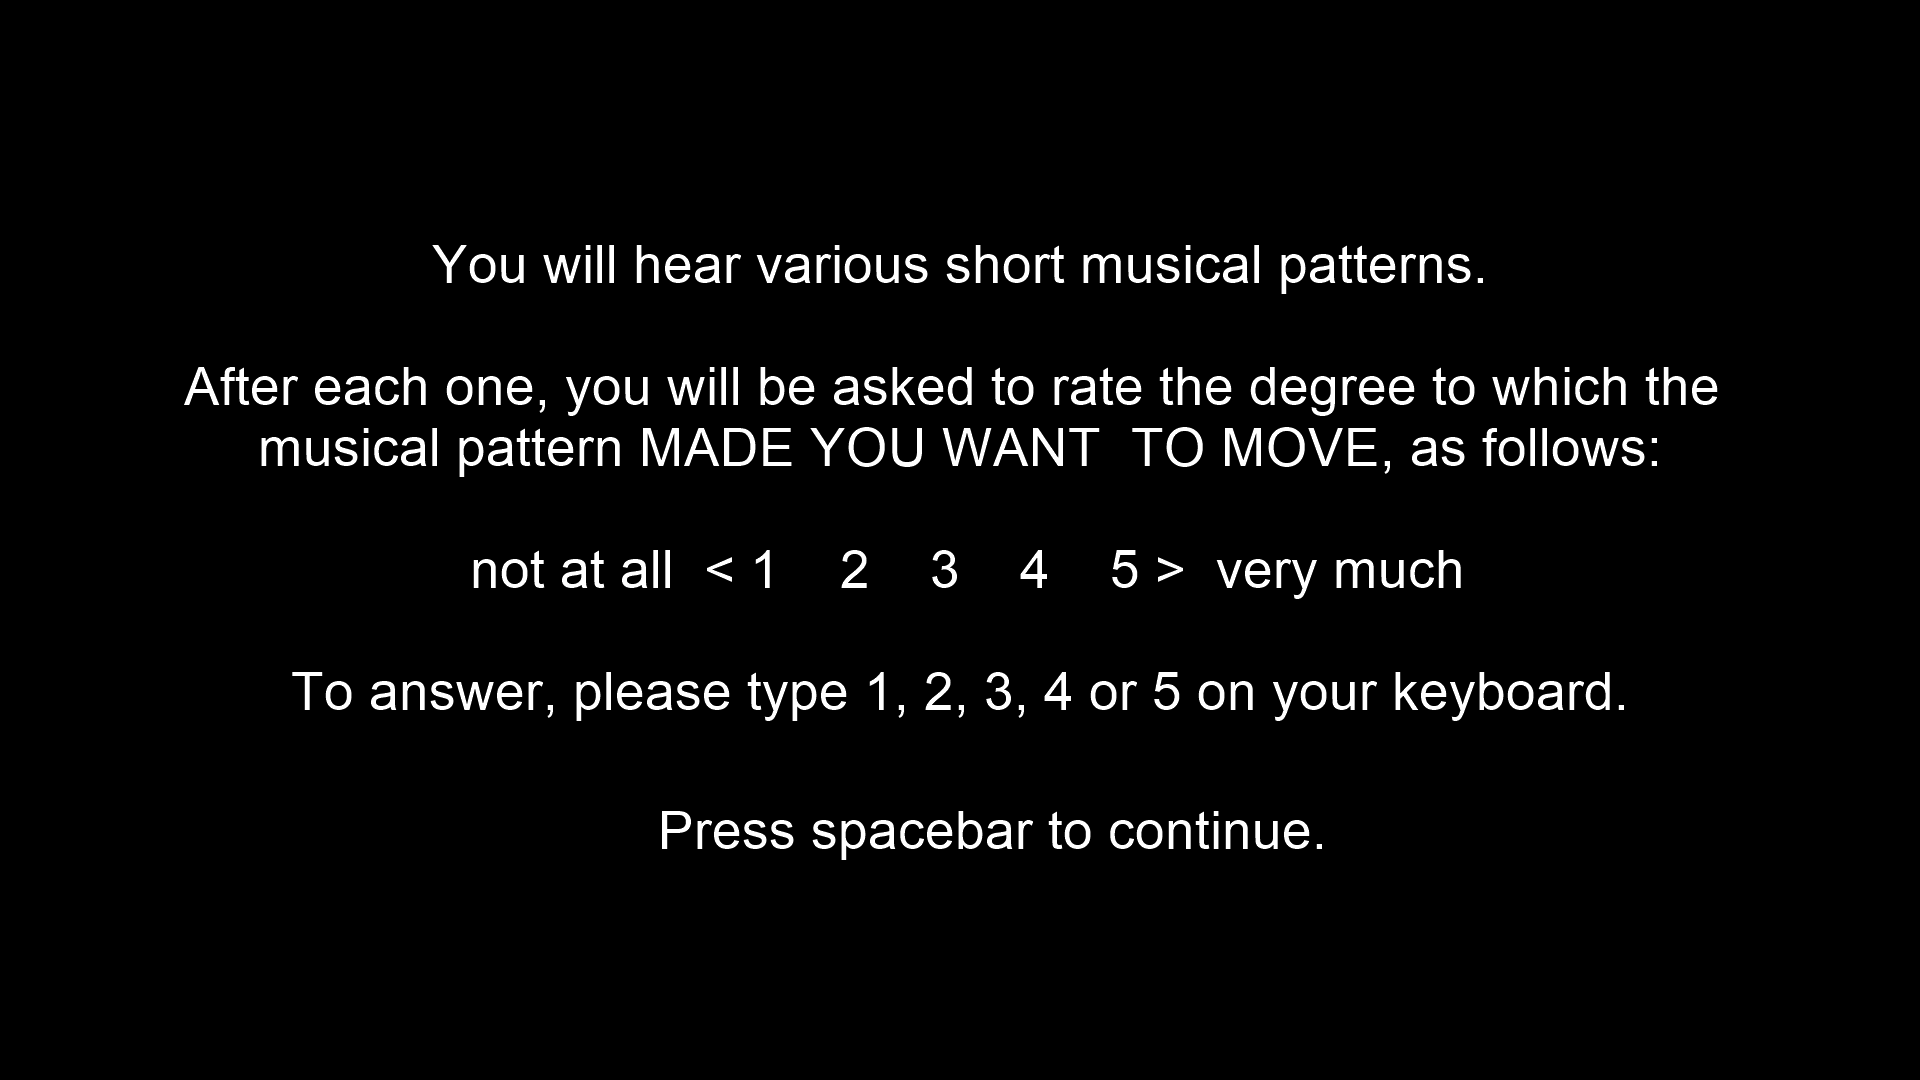 You will hear various short musical patterns.
After each one, you will be asked to rate the degree to which the
musical pattern MADE YOU WANT  TO MOVE, as follows:
not at all  < 1    2    3    4    5 >  very much
To answer, please type 1, 2, 3, 4 or 5 on your keyboard.
Press spacebar to continue.